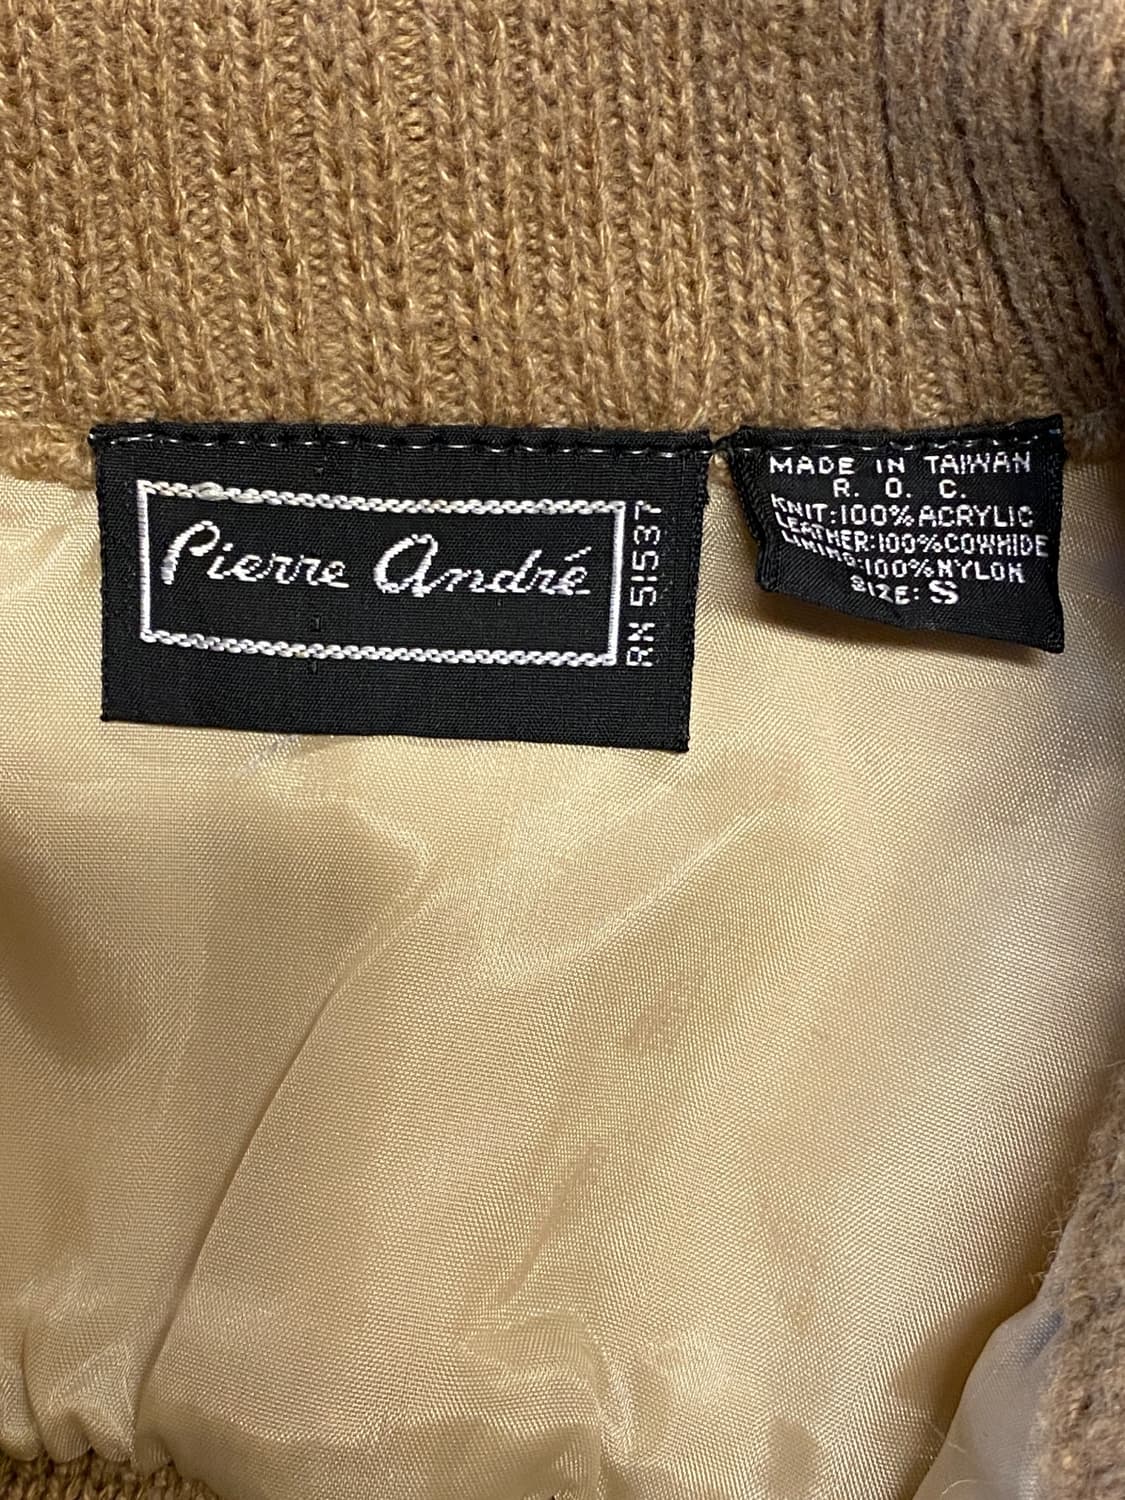 Pierre André
RN 51537
MADE IN TAIWAN
R. O. C.
KNIT:100%ACRYLIC
LEATHER:100%COWHIDE
LINING:100%NYLON
SIZE: S